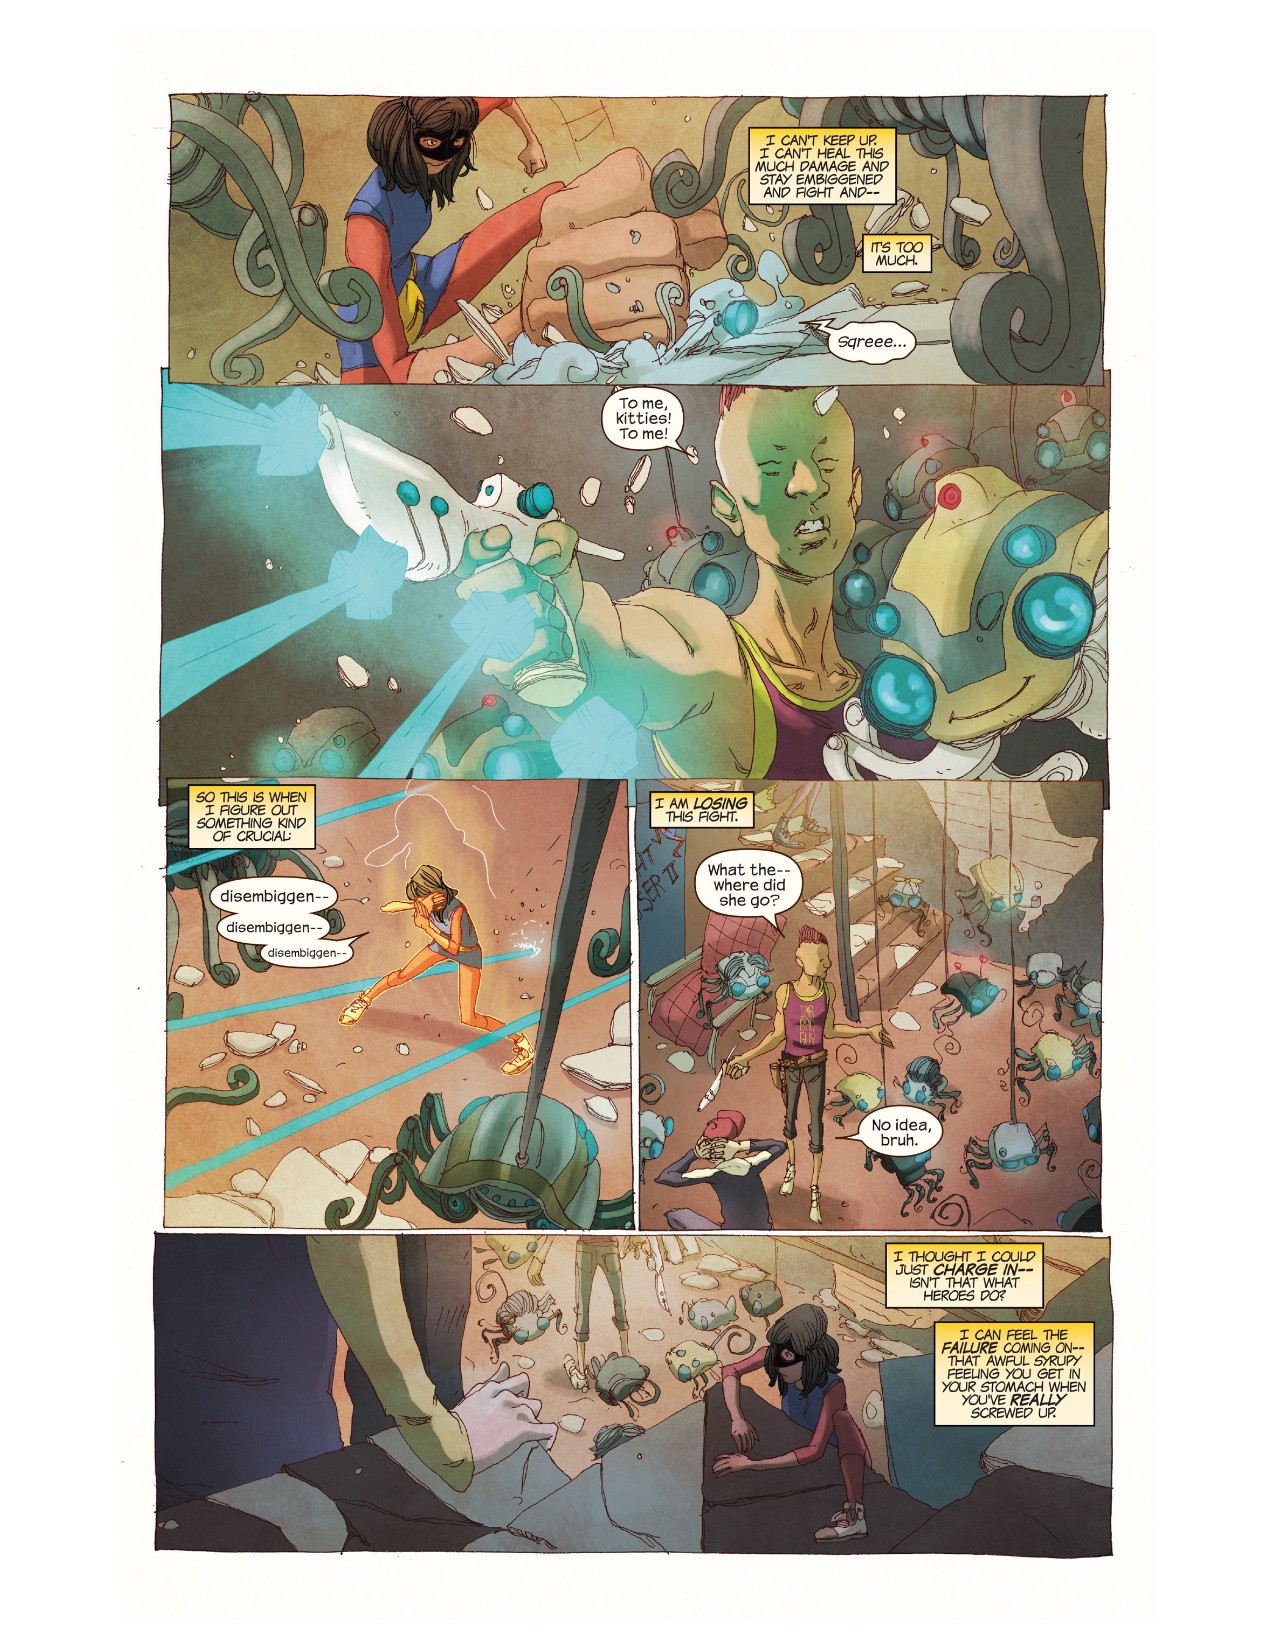 I CAN'T KEEP UP.
I CAN'T HEAL THIS
MUCH DAMAGE AND
STAY EMBIGGENED
AND FIGHT AND--
IT'S TOO
MUCH.
Sqreee...
To me,
kitties!
To me!
SO THIS IS WHEN
I FIGURE OUT
SOMETHING KIND
OF CRUCIAL:
disembiggen--
disembiggen--
disembiggen--
I AM LOSING
THIS FIGHT.
What the--
where did
she go?
No idea,
bruh.
I THOUGHT I COULD
JUST CHARGE IN--
ISN'T THAT WHAT
HEROES DO?
I CAN FEEL THE
FAILURE COMING ON--
THAT AWFUL SYRUPY
FEELING YOU GET IN
YOUR STOMACH WHEN
YOU'VE REALLY
SCREWED UP.